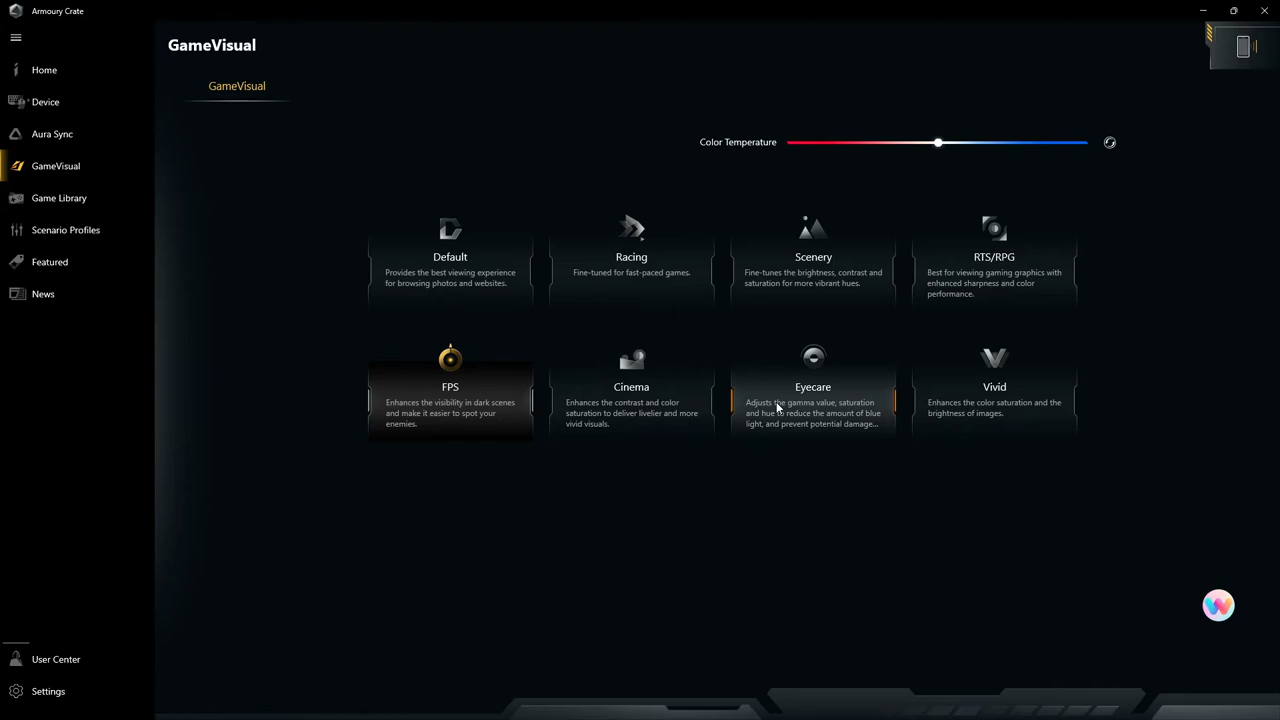 Armoury Crate
GameVisual
Home
Device
Aura Sync
GameVisual
Game Library
Scenario Profiles
Featured
News
User Center
Settings
GameVisual
Color Temperature
Default
Provides the best viewing experience
for browsing photos and websites.
Racing
Fine-tuned for fast-paced games.
Scenery
Fine-tunes the brightness, contrast and
saturation for more vibrant hues.
RTS/RPG
Best for viewing gaming graphics with
enhanced sharpness and color
performance.
FPS
Enhances the visibility in dark scenes
and make it easier to spot your
enemies.
Cinema
Enhances the contrast and color
saturation to deliver livelier and more
vivid visuals.
Eyecare
Adjusts the gamma value, saturation
and hue to reduce the amount of blue
light, and prevent potential damage...
Vivid
Enhances the color saturation and the
brightness of images.